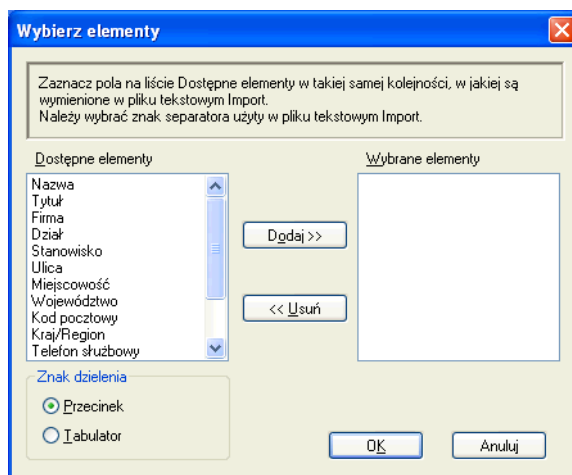 Wybierz elementy
Zaznacz pola na liście Dostępne elementy w takiej samej kolejności, w jakiej są
wymienione w pliku tekstowym Import.
Należy wybrać znak separatora użyty w pliku tekstowym Import.
Dostępne elementy
Wybrane elementy
Nazwa
Tytuł
Firma
Dział
Stanowisko
Ulica
Miejscowość
Województwo
Kod pocztowy
Kraj/Region
Telefon służbowy
Dodaj >>
<< Usuń
Znak dzielenia
Przecinek
Tabulator
OK
Anuluj